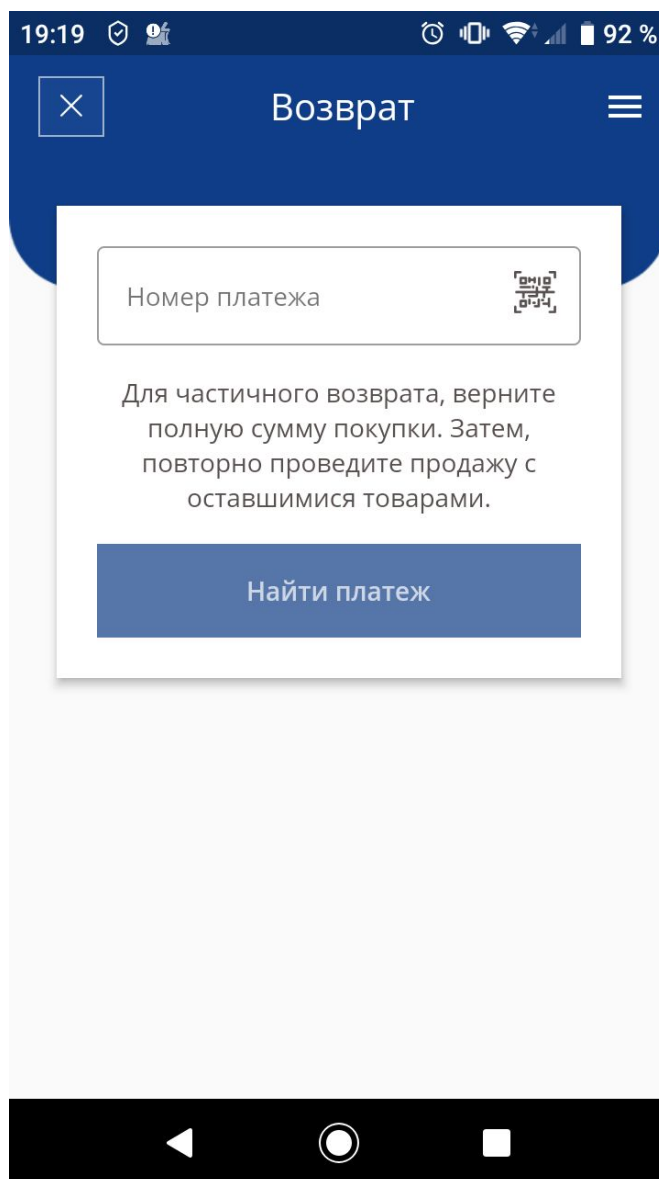 19:19
92 %
Возврат
Номер платежа
Для частичного возврата, верните
полную сумму покупки. Затем,
повторно проведите продажу с
оставшимися товарами.
Найти платеж